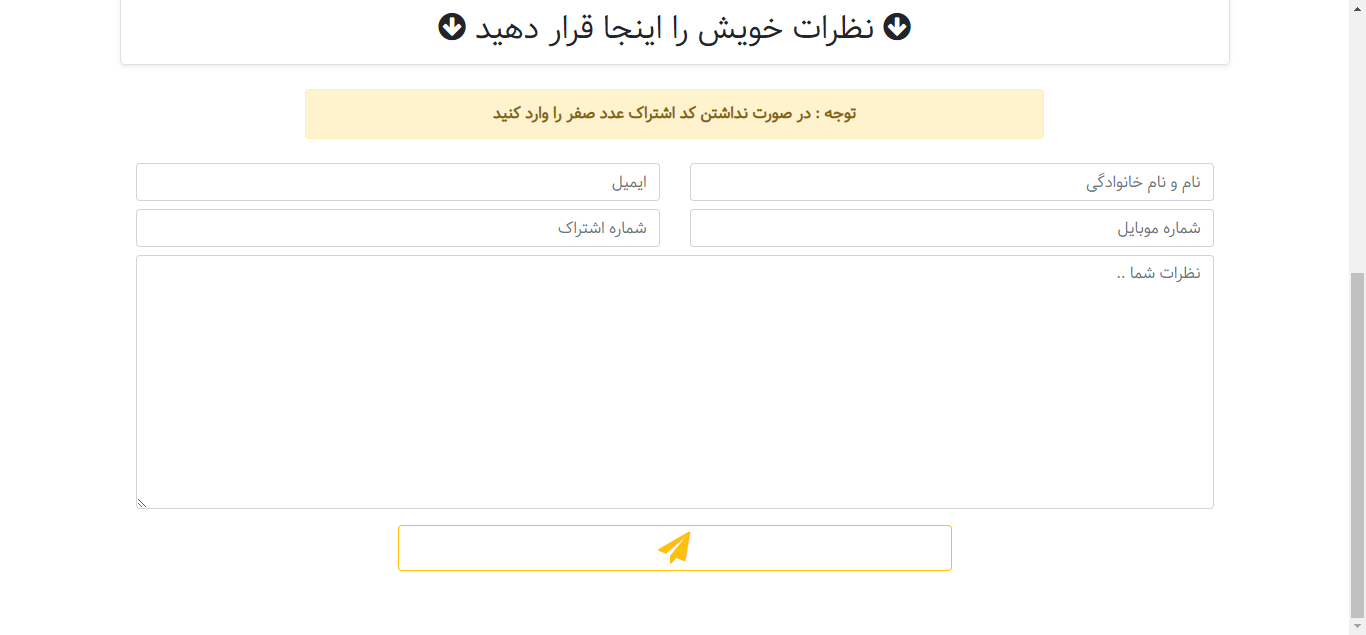 نظرات خویش را اینجا قرار دهید
توجه : در صورت نداشتن کد اشتراک عدد صفر را وارد کنید
نام و نام خانوادگی
ایمیل
شماره موبایل
شماره اشتراک
نظرات شما ..